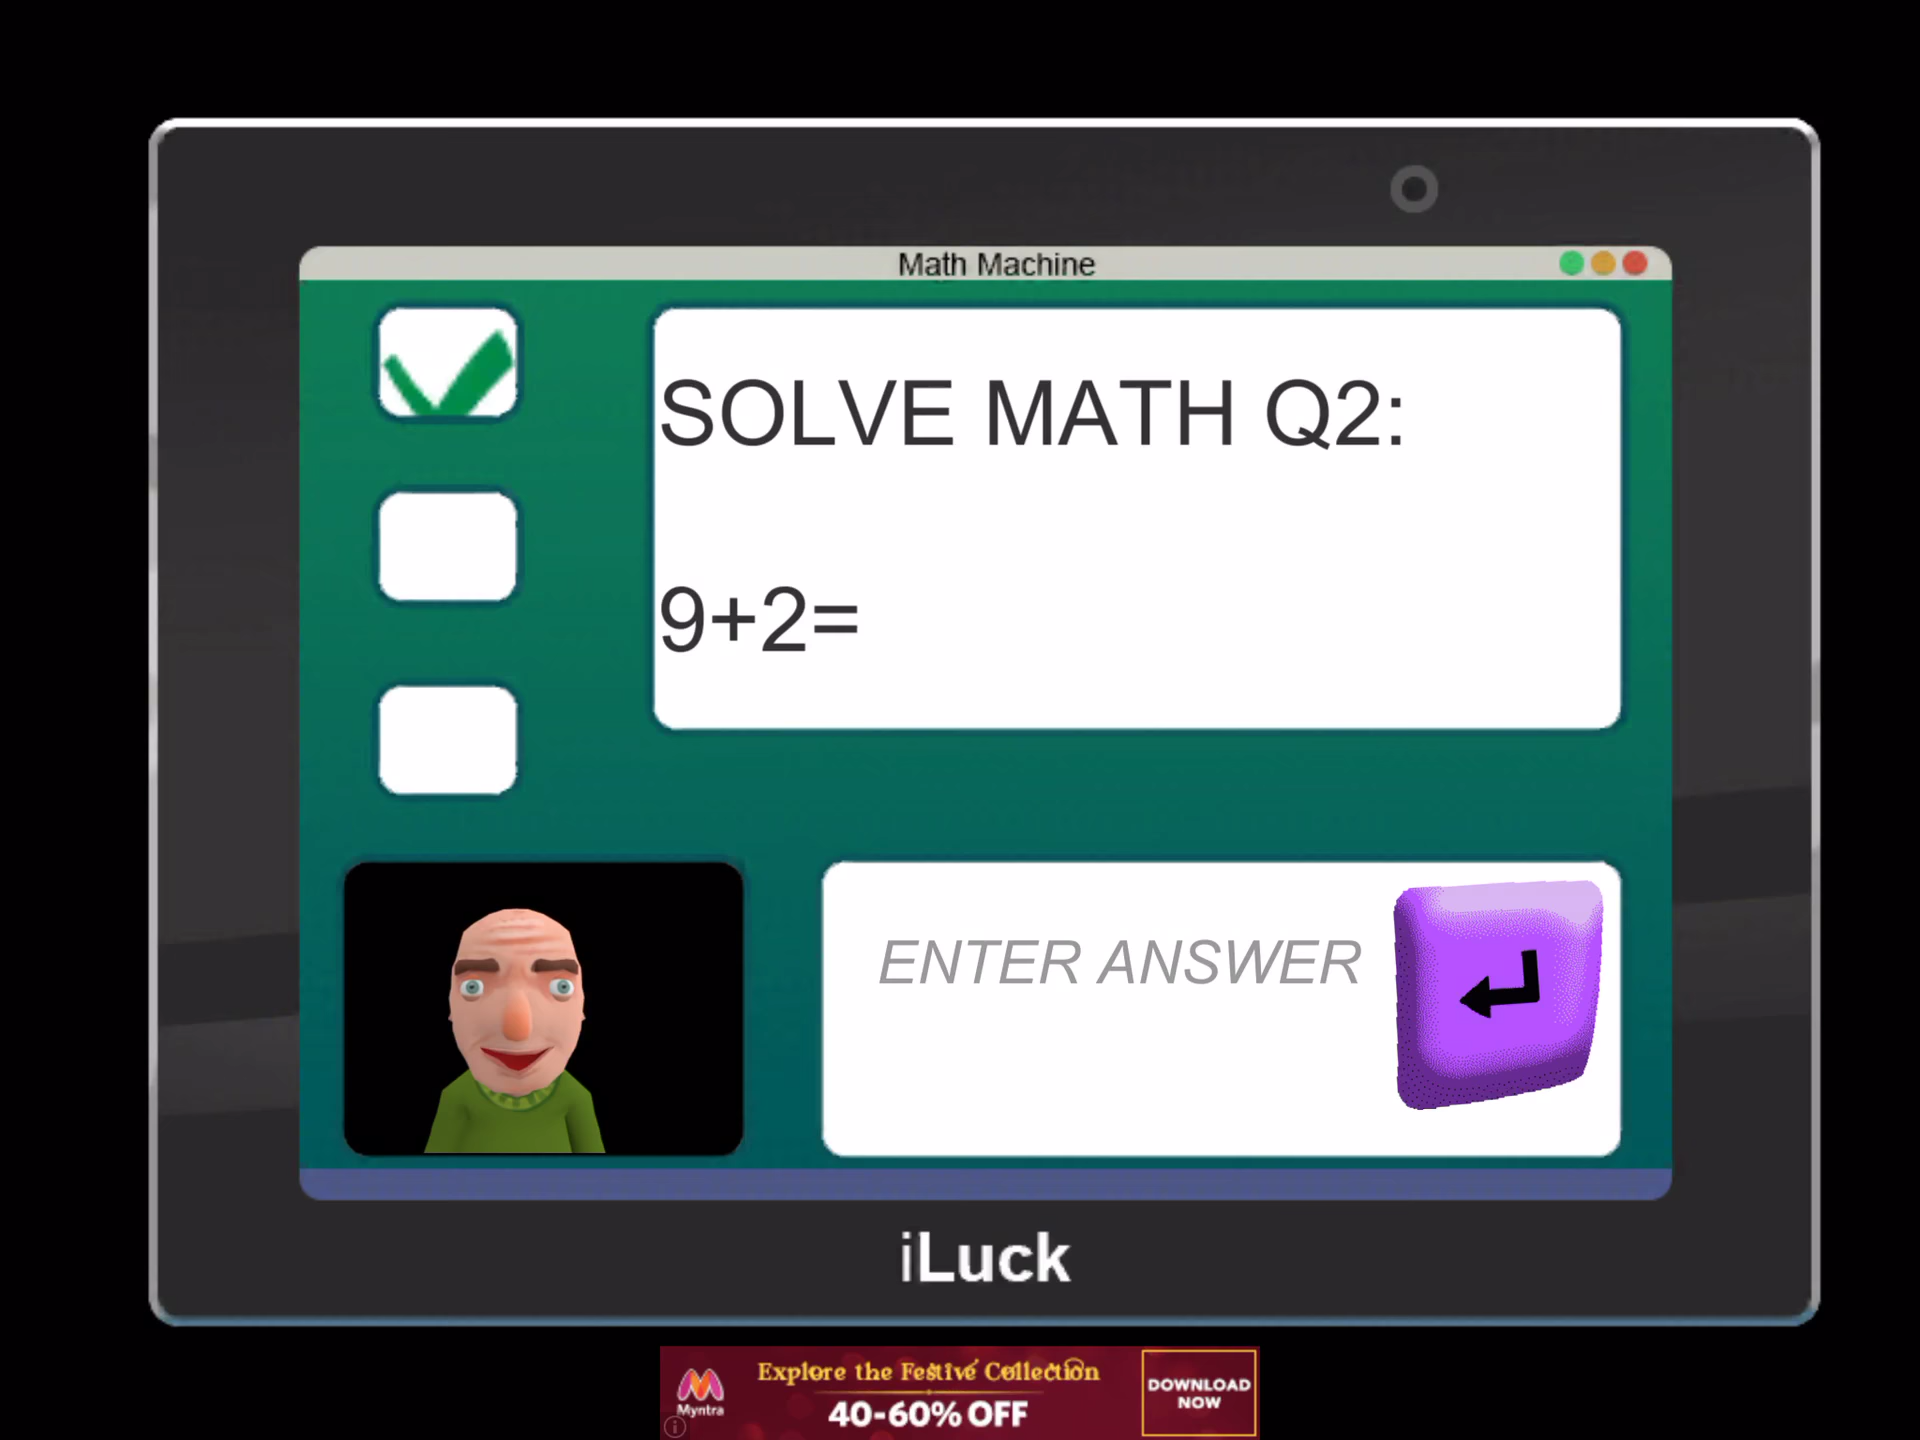 Math Machine
SOLVE MATH Q2:
9+2=
ENTER ANSWER
iLuck
Explore the Festive Collection
40-60% OFF
Myntra
DOWNLOAD
NOW